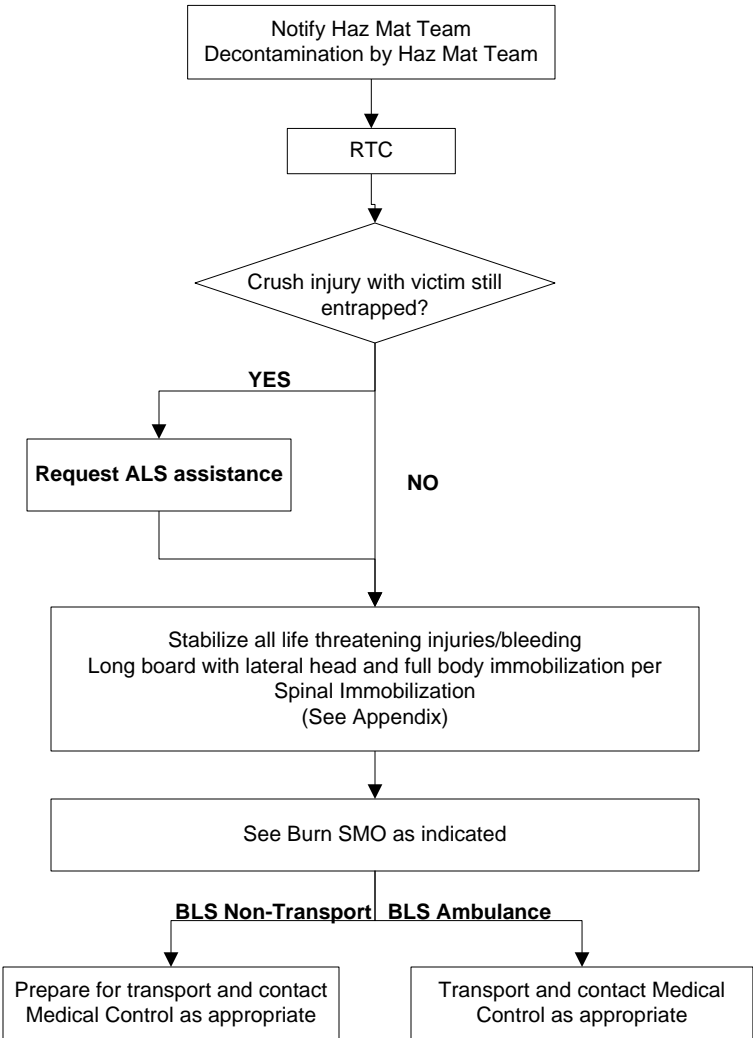 Notify Haz Mat Team
Decontamination by Haz Mat Team
RTC
Crush injury with victim still
entrapped?
YES
Request ALS assistance
NO
Stabilize all life threatening injuries/bleeding
Long board with lateral head and full body immobilization per
Spinal Immobilization
(See Appendix)
See Burn SMO as indicated
BLS Non-Transport
BLS Ambulance
Prepare for transport and contact
Medical Control as appropriate
Transport and contact Medical
Control as appropriate